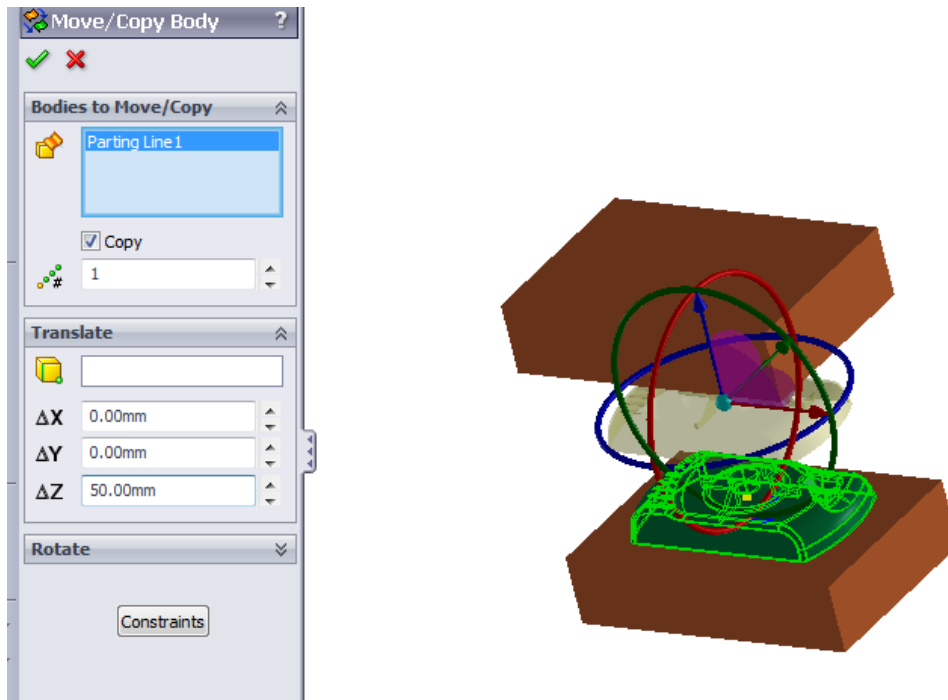 Move/Copy Body ?
Bodies to Move/Copy
Parting Line1
Copy
# 1
Translate
ΔX 0.00mm
ΔY 0.00mm
ΔZ 50.00mm
Rotate
Constraints